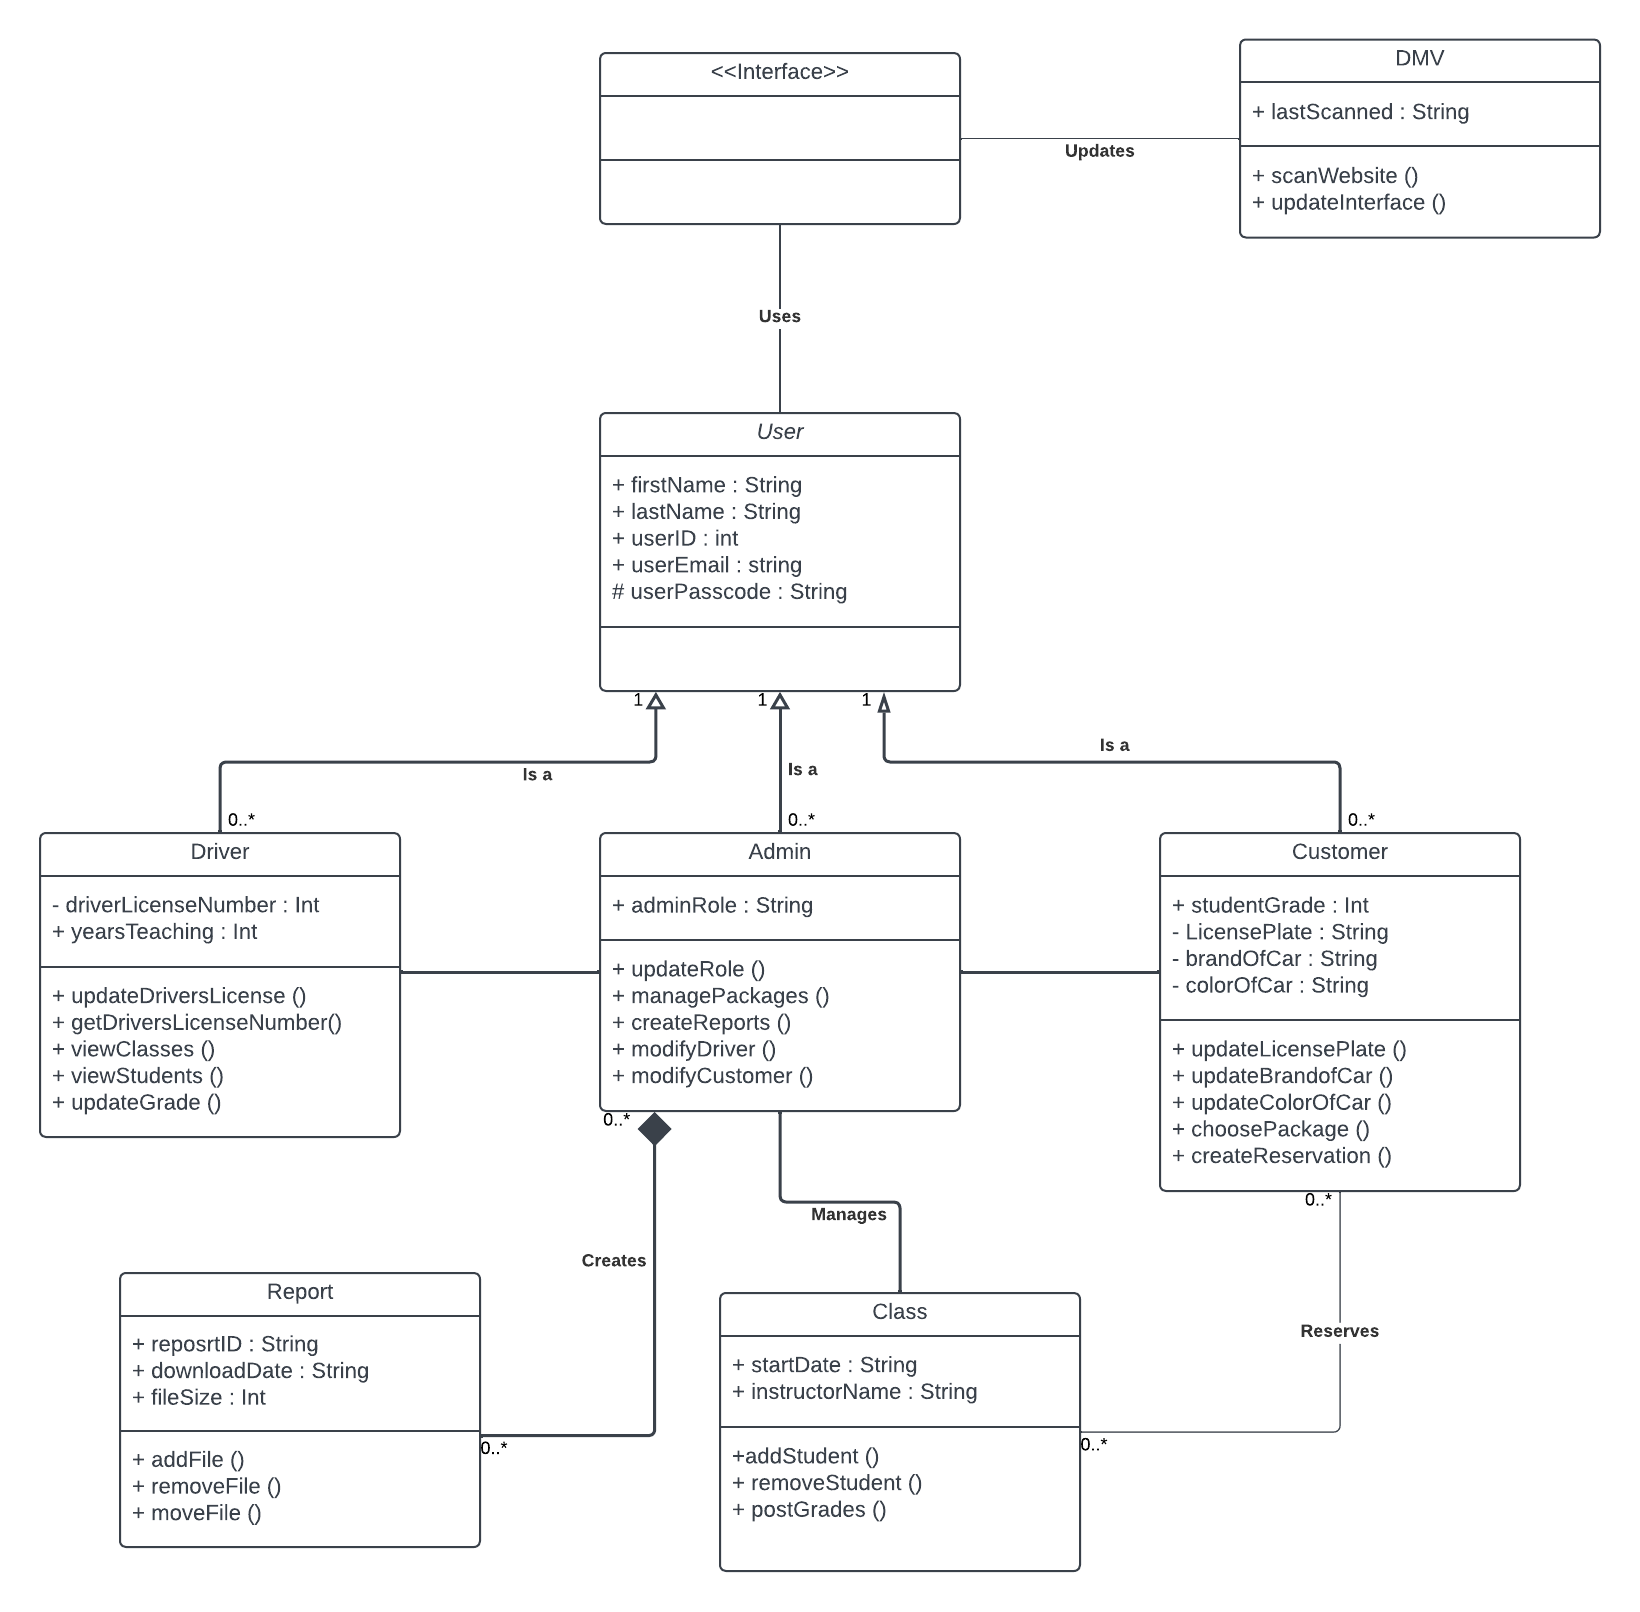 <<Interface>>
DMV
+ lastScanned : String
+ scanWebsite ()
+ updateInterface ()
Updates
Uses
User
+ firstName : String
+ lastName : String
+ userID : int
+ userEmail : string
# userPasscode : String
1
1
1
Is a
Is a
Is a
0..*
0..*
0..*
Driver
- driverLicenseNumber : Int
+ yearsTeaching : Int
+ updateDriversLicense ()
+ getDriversLicenseNumber()
+ viewClasses ()
+ viewStudents ()
+ updateGrade ()
Admin
+ adminRole : String
+ updateRole ()
+ managePackages ()
+ createReports ()
+ modifyDriver ()
+ modifyCustomer ()
Customer
+ studentGrade : Int
- LicensePlate : String
- brandOfCar : String
- colorOfCar : String
+ updateLicensePlate ()
+ updateBrandofCar ()
+ updateColorOfCar ()
+ choosePackage ()
+ createReservation ()
0..*
0..*
Manages
Creates
Reserves
Report
+ reposrtID : String
+ downloadDate : String
+ fileSize : Int
+ addFile ()
+ removeFile ()
+ moveFile ()
0..*
Class
+ startDate : String
+ instructorName : String
+addStudent ()
+ removeStudent ()
+ postGrades ()
0..*